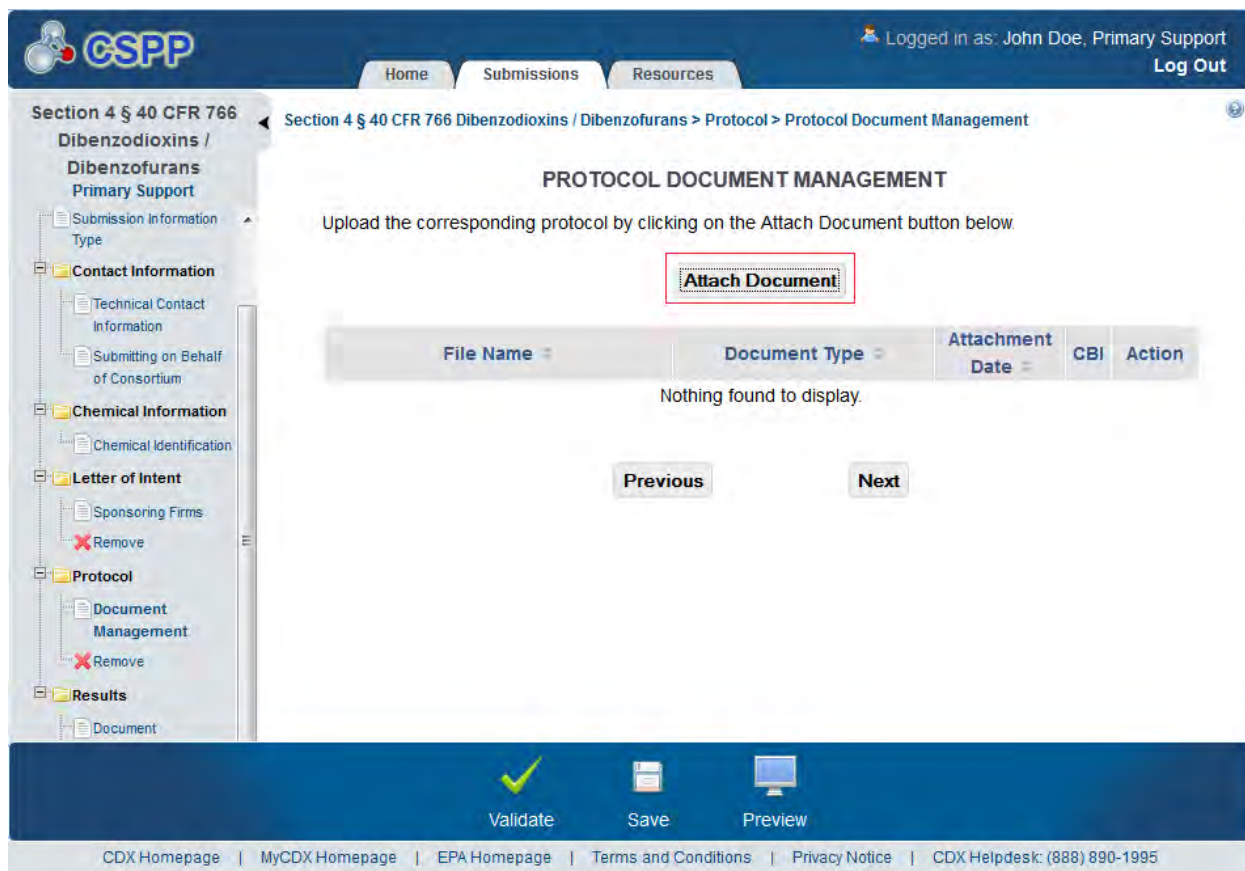 CSPP
Logged in as: John Doe, Primary Support
Log Out
Home
Submissions
Resources
Section 4 § 40 CFR 766
Dibenzodioxins /
Dibenzofurans
Primary Support
Submission Information
Type
Contact Information
Technical Contact
Information
Submitting on Behalf
of Consortium
Chemical Information
Chemical Identification
Letter of Intent
Sponsoring Firms
Remove
Protocol
Document
Management
Remove
Results
Document
Section 4 § 40 CFR 766 Dibenzodioxins / Dibenzofurans > Protocol > Protocol Document Management
PROTOCOL DOCUMENT MANAGEMENT
Upload the corresponding protocol by clicking on the Attach Document button below.
Attach Document
File Name
Document Type
Attachment
Date
CBI
Action
Nothing found to display.
Previous
Next
Validate
Save
Preview
CDX Homepage | MyCDX Homepage | EPA Homepage | Terms and Conditions | Privacy Notice | CDX Helpdesk: (888) 890-1995